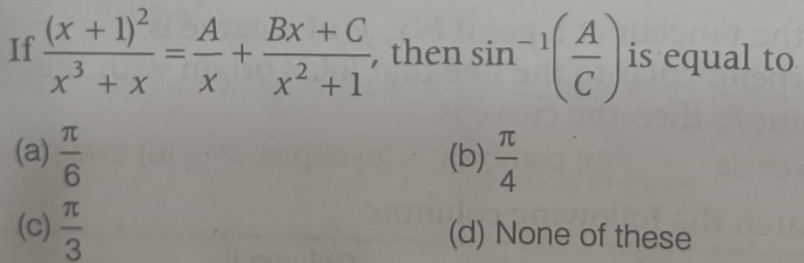 If $\frac{(x+1)^2}{x^3+x} = \frac{A}{x} + \frac{Bx+C}{x^2+1}$, then $\sin^{-1}\left(\frac{A}{C}\right)$ is equal to
(a) $\frac{\pi}{6}$ (b) $\frac{\pi}{4}$
(c) $\frac{\pi}{3}$ (d) None of these